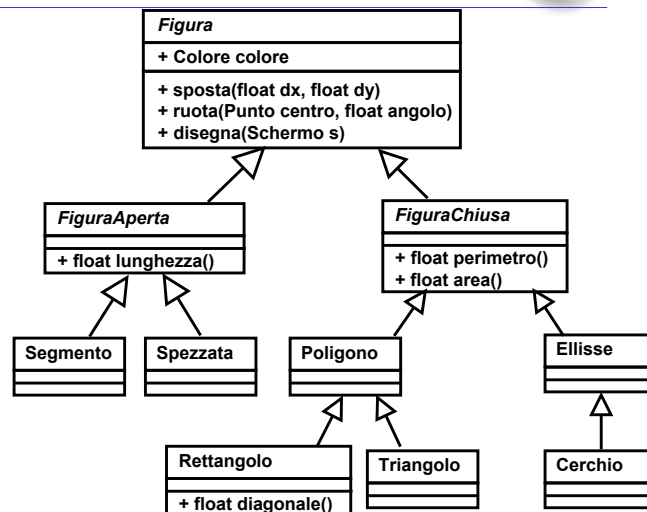 Figura
+ Colore colore
+ sposta(float dx, float dy)
+ ruota(Punto centro, float angolo)
+ disegna(Schermo s)
FiguraAperta
+ float lunghezza()
FiguraChiusa
+ float perimetro()
+ float area()
Segmento
Spezzata
Poligono
Ellisse
Rettangolo
+ float diagonale()
Triangolo
Cerchio